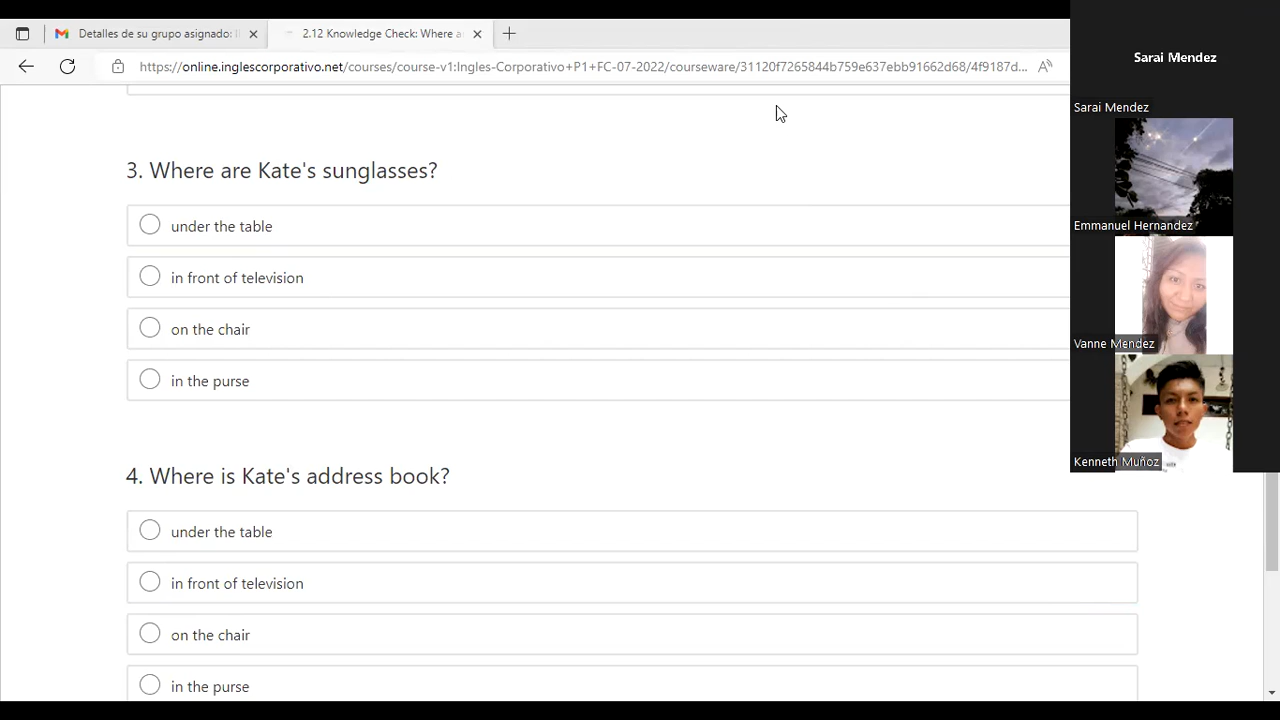 Detalles de su grupo asignado: I
2.12 Knowledge Check: Where a
https://online.inglescorporativo.net/courses/course-v1:Ingles-Corporativo+P1+FC-07-2022/courseware/31120f7265844b759e637ebb91662d68/4f9187d...
3. Where are Kate's sunglasses?
under the table
in front of television
on the chair
in the purse
4. Where is Kate's address book?
under the table
in front of television
on the chair
in the purse
Sarai Mendez
Sarai Mendez
Emmanuel Hernandez
Vanne Mendez
Kenneth Muñoz